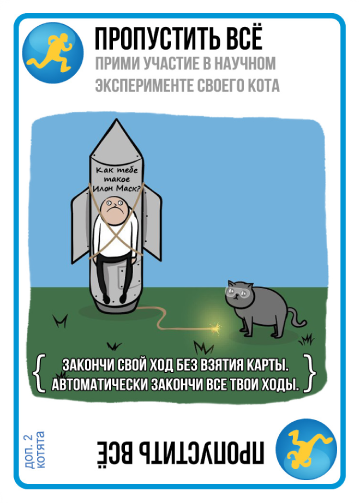 ПРОПУСТИТЬ ВСЁ
ПРИМИ УЧАСТИЕ В НАУЧНОМ
ЭКСПЕРИМЕНТЕ СВОЕГО КОТА
Как тебе
такое
Илон Маск?
{ ЗАКОНЧИ СВОЙ ХОД БЕЗ ВЗЯТИЯ КАРТЫ.
АВТОМАТИЧЕСКИ ЗАКОНЧИ ВСЕ ТВОИ ХОДЫ. }
доп. 2
котята
ПРОПУСТИТЬ ВСЁ